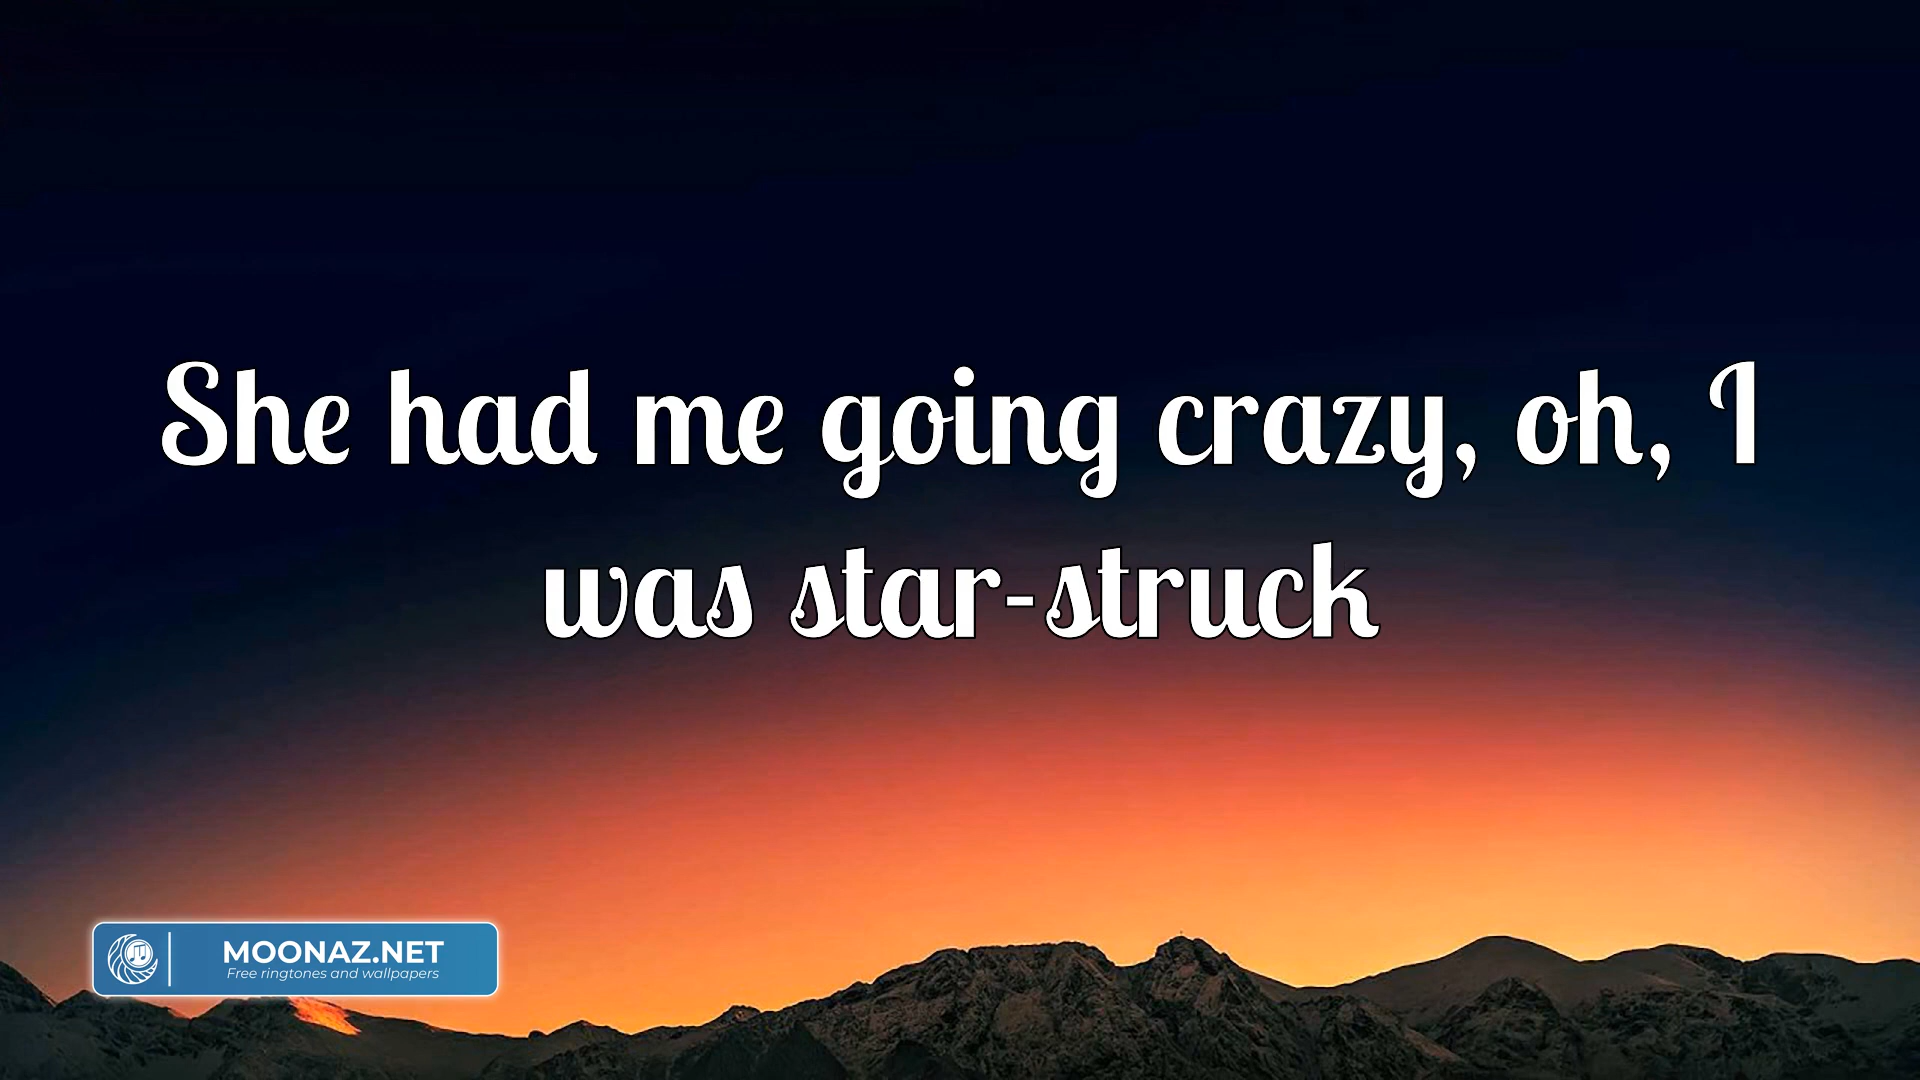 She had me going crazy, oh, I
was star-struck
MOONAZ.NET
Free ringtones and wallpapers